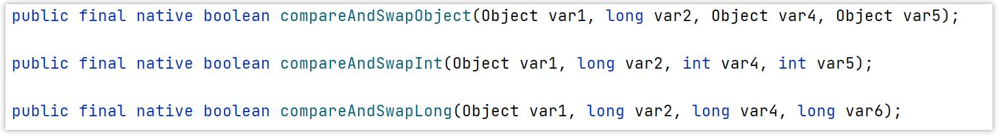 public final native boolean compareAndSwapObject(Object var1, long var2, Object var4, Object var5);
public final native boolean compareAndSwapInt(Object var1, long var2, int var4, int var5);
public final native boolean compareAndSwapLong(Object var1, long var2, long var4, long var6);